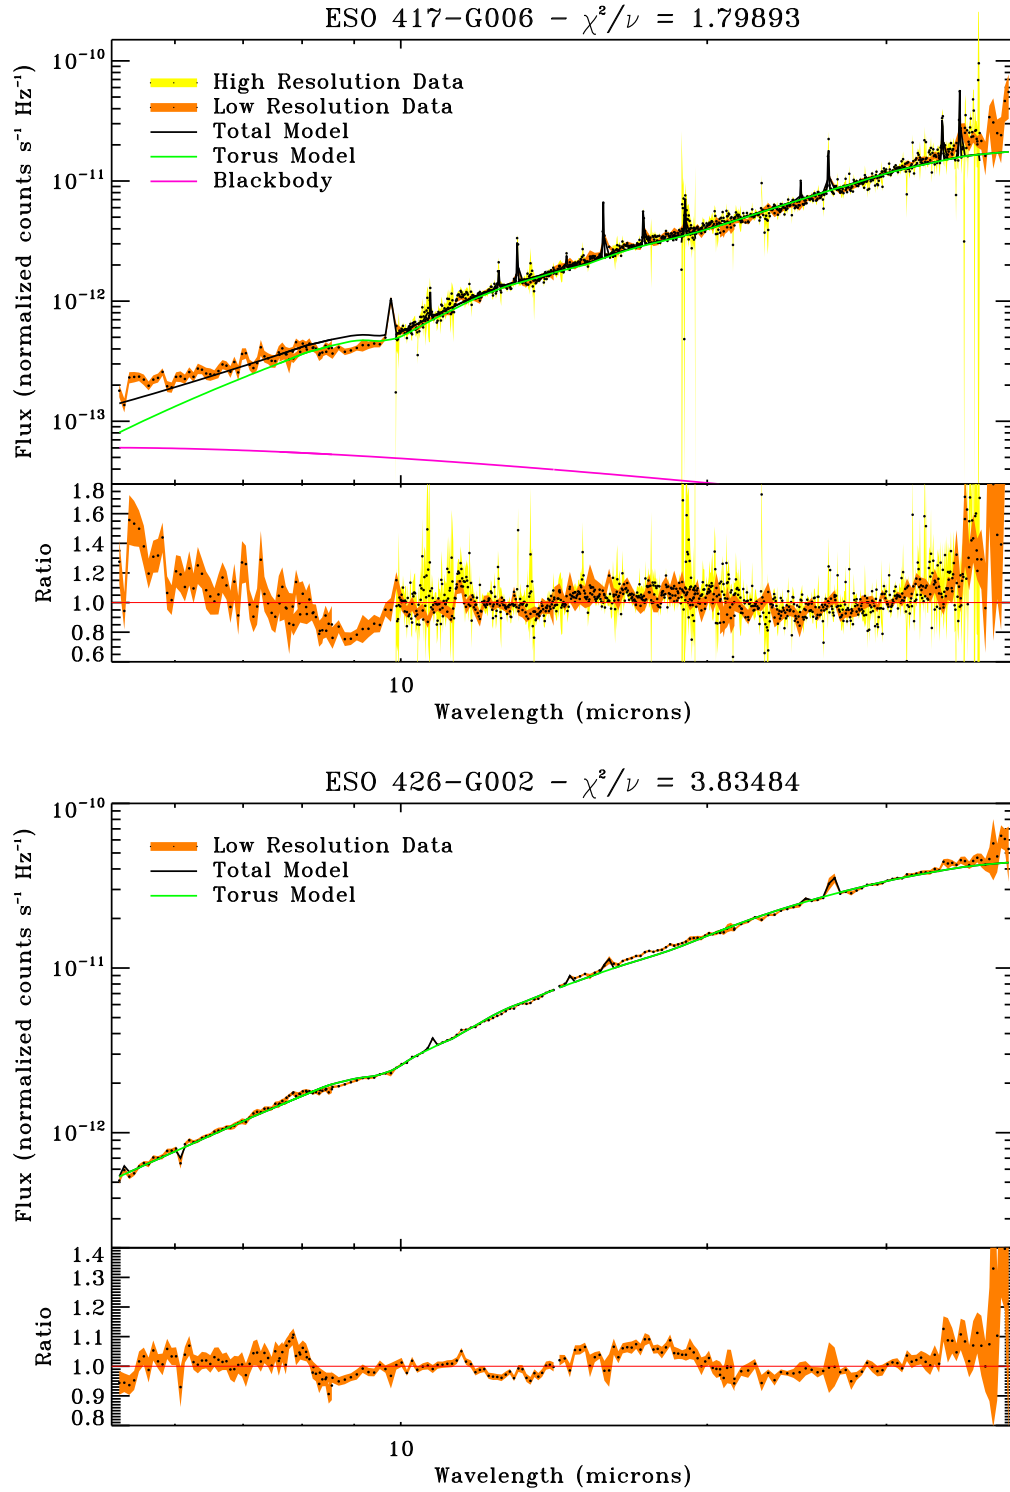 ESO 417-G006 – χ²/ν = 1.79893
Flux (normalized counts s⁻¹ Hz⁻¹)
10⁻¹⁰
10⁻¹¹
10⁻¹²
10⁻¹³
High Resolution Data
Low Resolution Data
Total Model
Torus Model
Blackbody
Ratio
1.8
1.6
1.4
1.2
1.0
0.8
0.6
10
Wavelength (microns)
ESO 426-G002 – χ²/ν = 3.83484
Flux (normalized counts s⁻¹ Hz⁻¹)
10⁻¹⁰
10⁻¹¹
10⁻¹²
Low Resolution Data
Total Model
Torus Model
Ratio
1.4
1.3
1.2
1.1
1.0
0.9
0.8
10
Wavelength (microns)